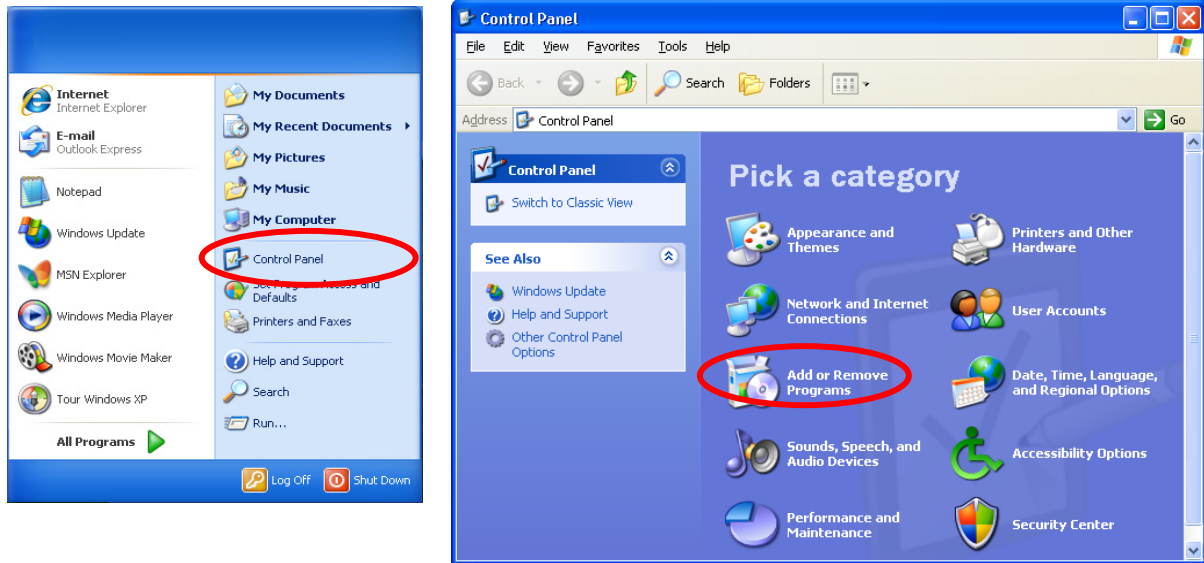 Internet
Internet Explorer
E-mail
Outlook Express
Notepad
Windows Update
MSN Explorer
Windows Media Player
Windows Movie Maker
Tour Windows XP
All Programs
My Documents
My Recent Documents
My Pictures
My Music
My Computer
Control Panel
Set Program Access and
Defaults
Printers and Faxes
Help and Support
Search
Run...
Log Off
Shut Down
Control Panel
File Edit View Favorites Tools Help
Back Search Folders
Address Control Panel Go
Control Panel
Switch to Classic View
See Also
Windows Update
Help and Support
Other Control Panel
Options
Pick a category
Appearance and
Themes
Printers and Other
Hardware
Network and Internet
Connections
User Accounts
Add or Remove
Programs
Date, Time, Language,
and Regional Options
Sounds, Speech, and
Audio Devices
Accessibility Options
Performance and
Maintenance
Security Center